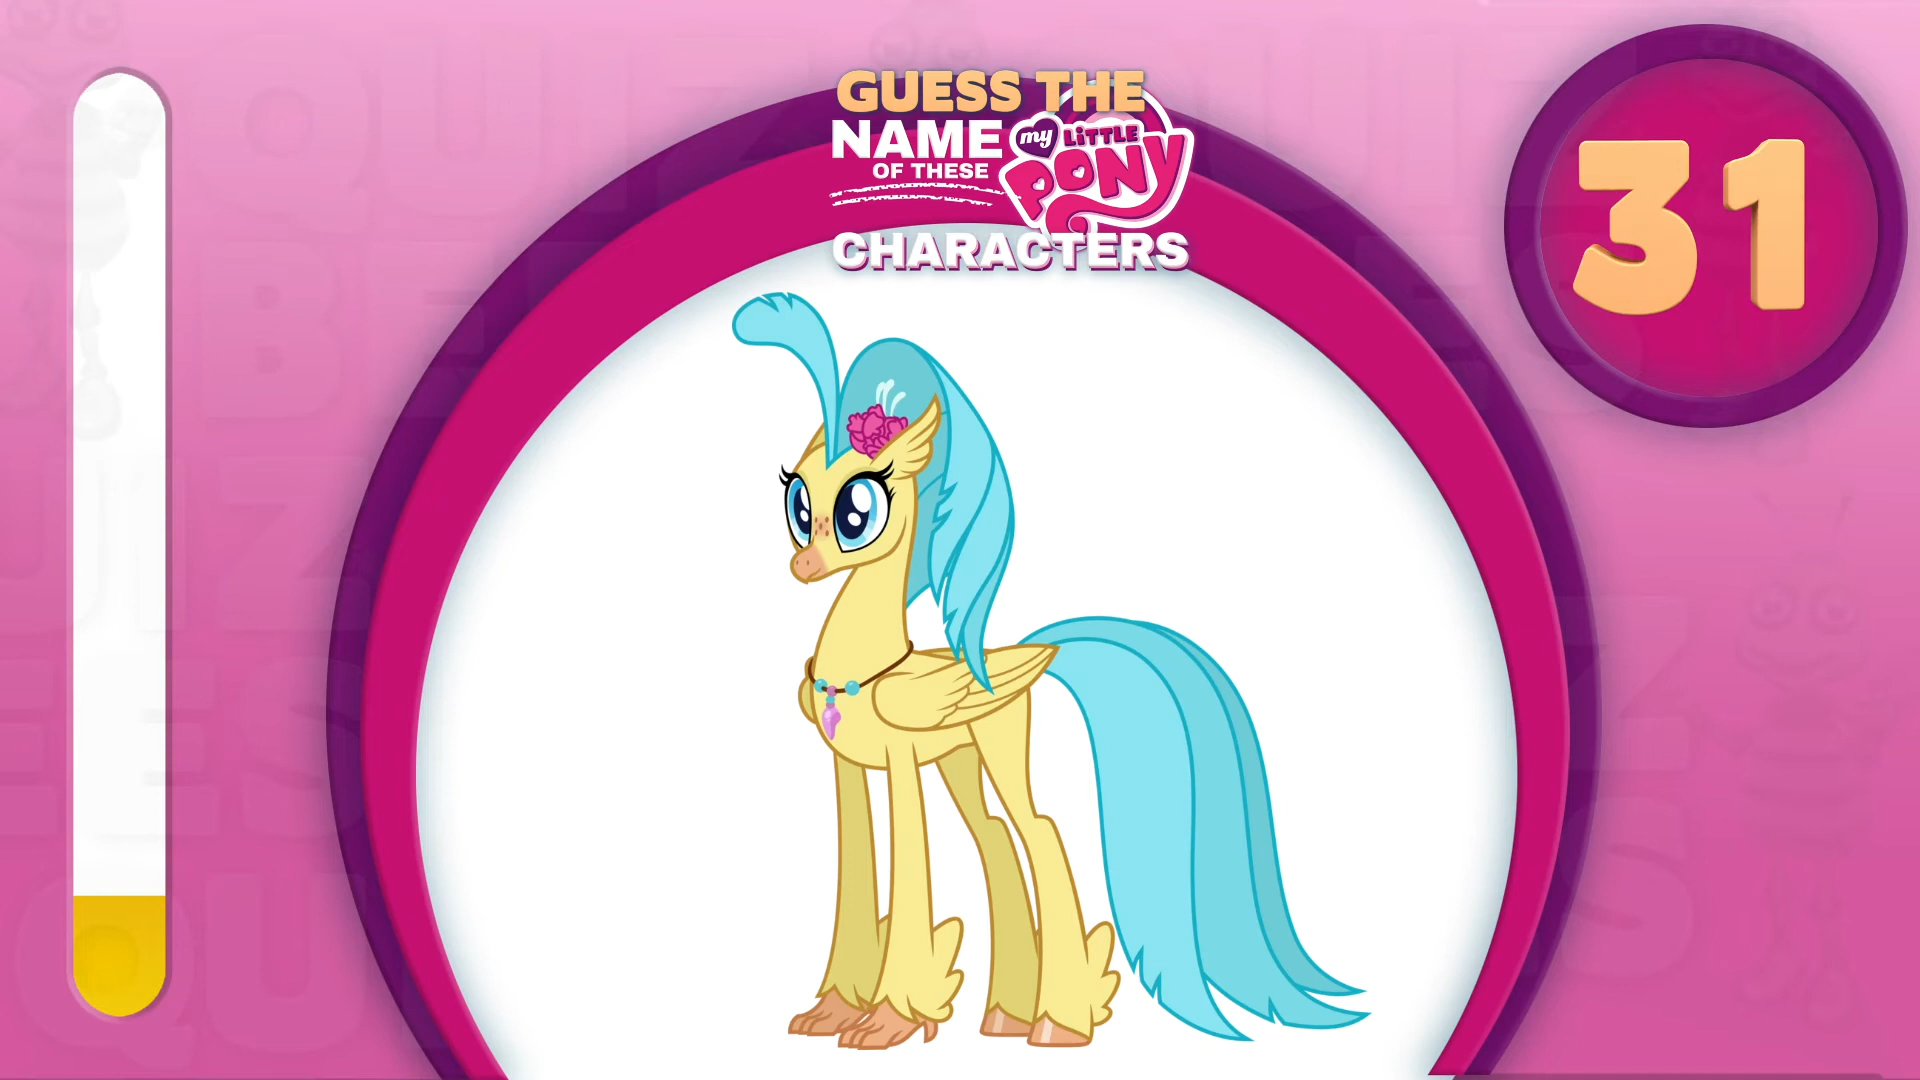 GUESS THE
NAME
OF THESE
my LiTTLE
PONY
CHARACTERS
31